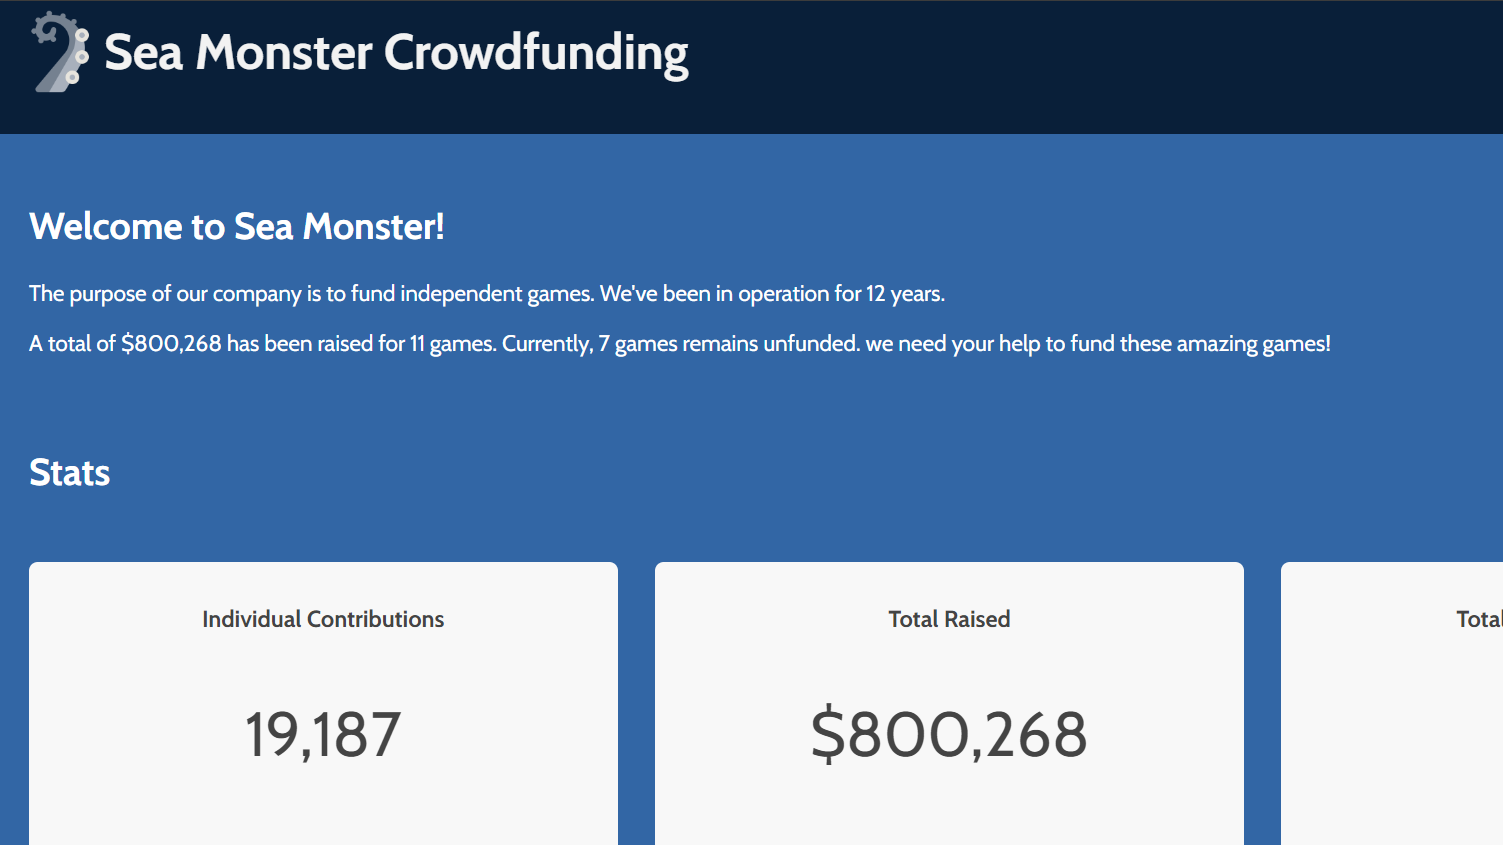 Sea Monster Crowdfunding
Welcome to Sea Monster!
The purpose of our company is to fund independent games. We've been in operation for 12 years.
A total of $800,268 has been raised for 11 games. Currently, 7 games remains unfunded. we need your help to fund these amazing games!
Stats
Individual Contributions
19,187
Total Raised
$800,268
Total